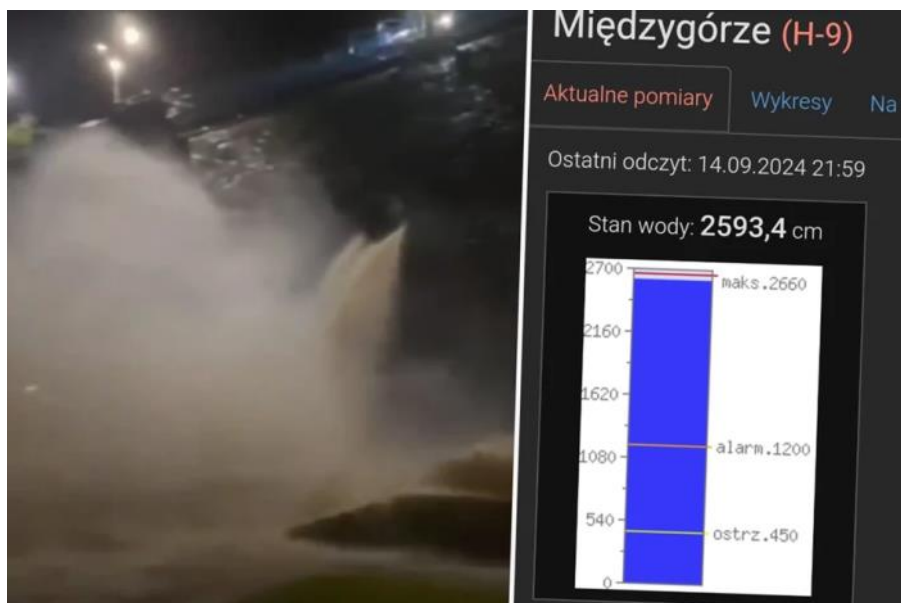 Międzygórze (H-9)
Aktualne pomiary Wykresy Na
Ostatni odczyt: 14.09.2024 21:59
Stan wody: 2593,4 cm
2700
maks.2660
2160
1620
alarm.1200
1080
540
ostrz.450
0